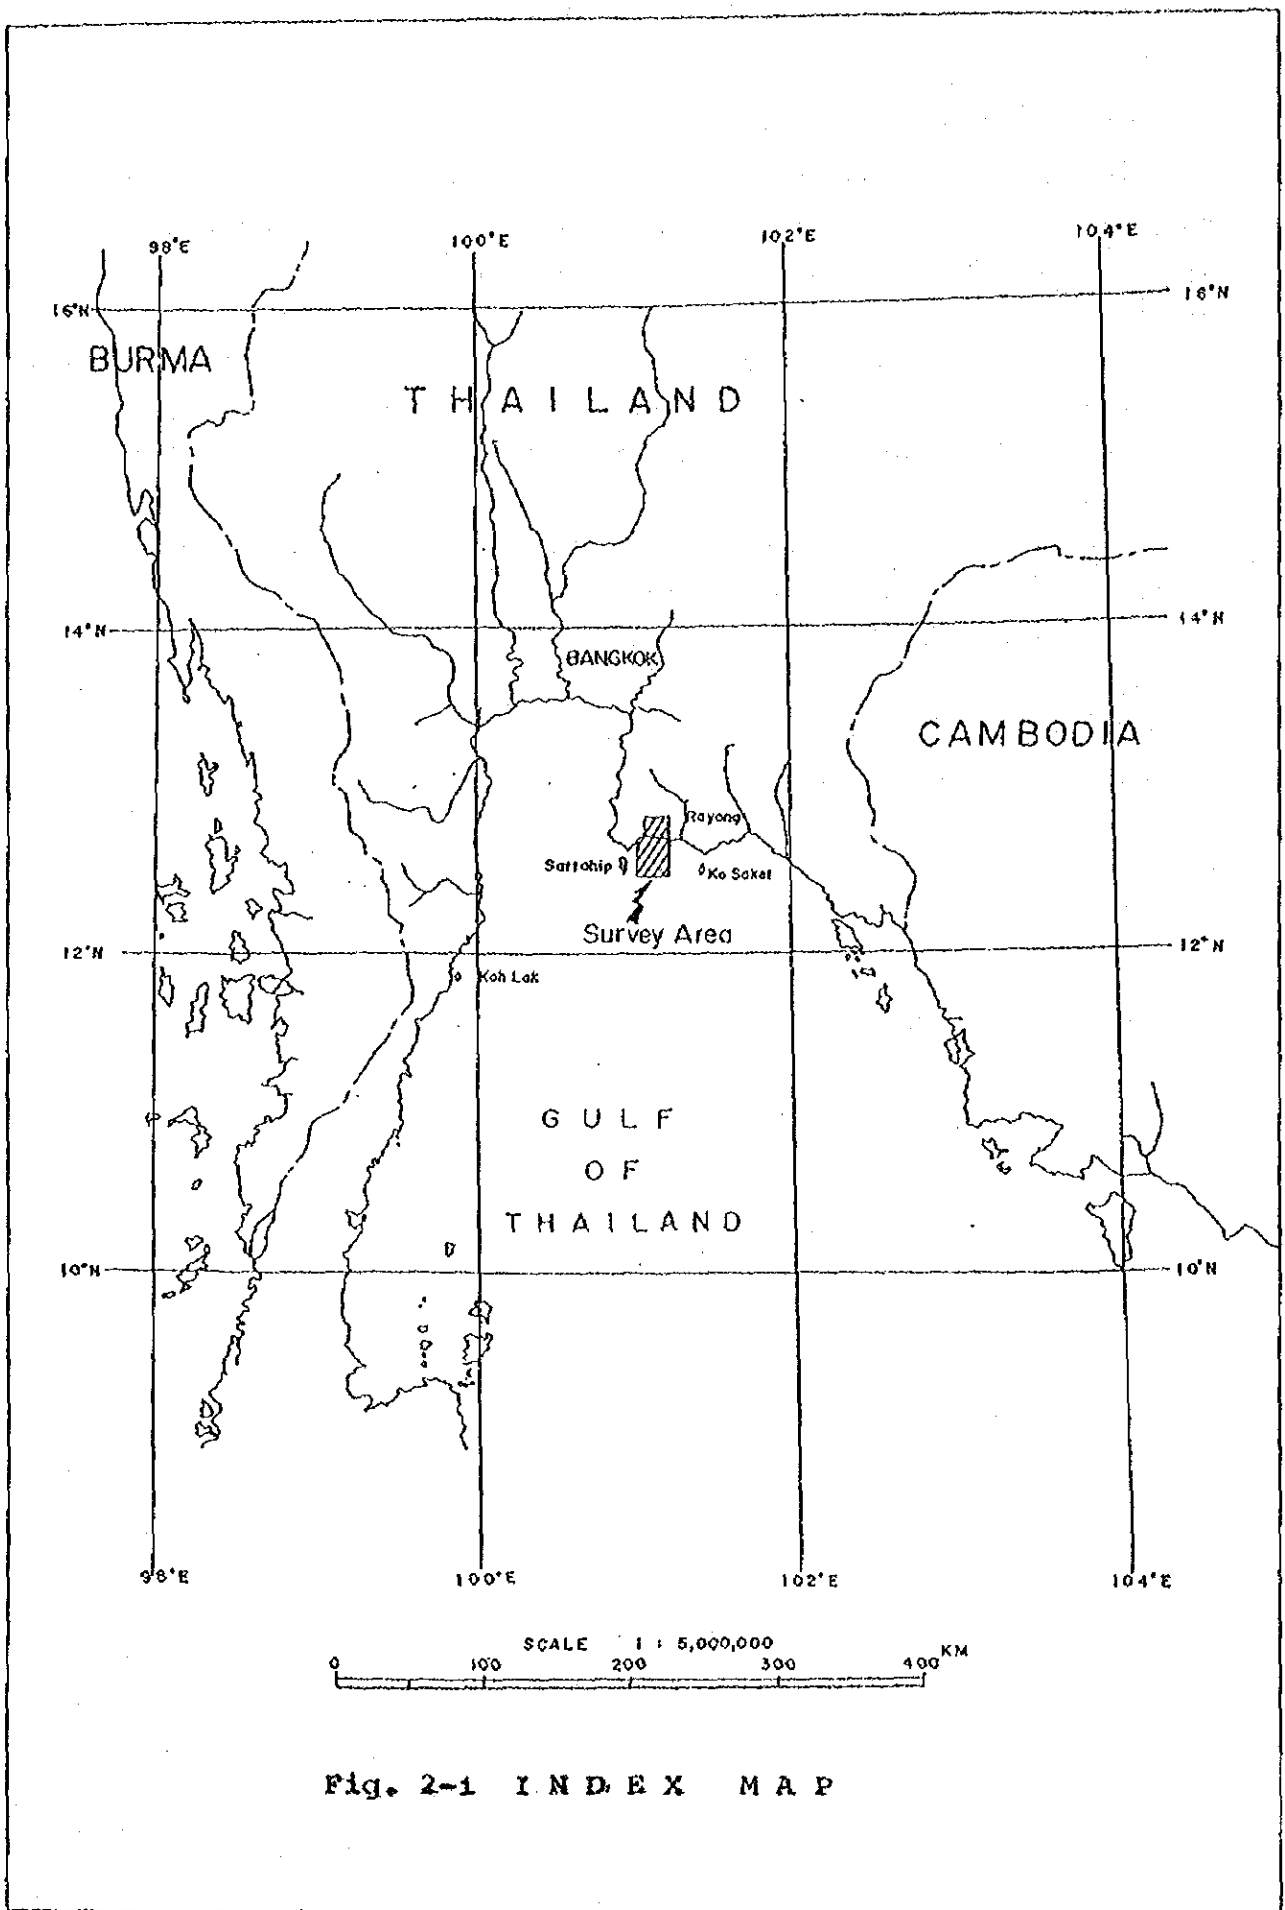 98°E 100°E 102°E 104°E
16°N 16°N
BURMA
THAILAND
14°N 14°N
BANGKOK
CAMBODIA
Rayong
Sattahip Ko Saket
Survey Area
12°N 12°N
Koh Lak
GULF
OF
THAILAND
10°N 10°N
98°E 100°E 102°E 104°E
SCALE 1 : 5,000,000
0 100 200 300 400 KM
Fig. 2-1 INDEX MAP